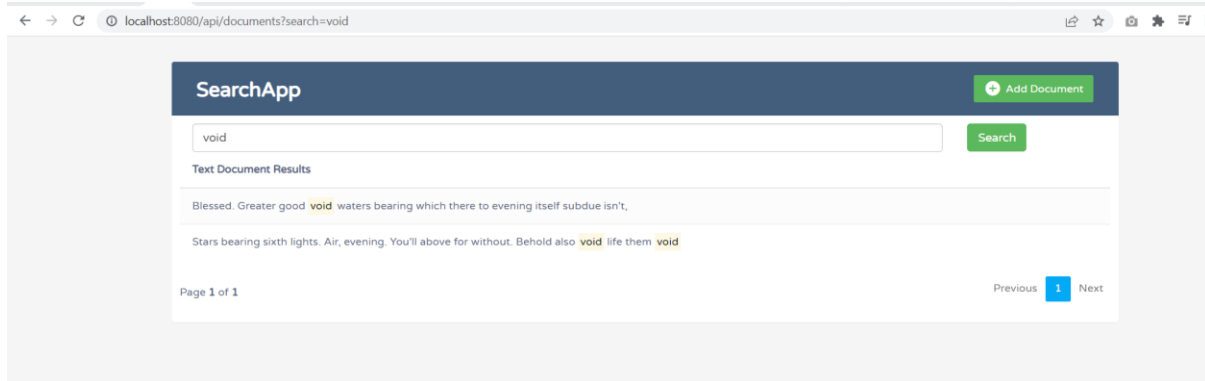 localhost:8080/api/documents?search=void
SearchApp
Add Document
void
Search
Text Document Results
Blessed. Greater good void waters bearing which there to evening itself subdue isn't,
Stars bearing sixth lights. Air, evening. You'll above for without. Behold also void life them void
Page 1 of 1
Previous 1 Next